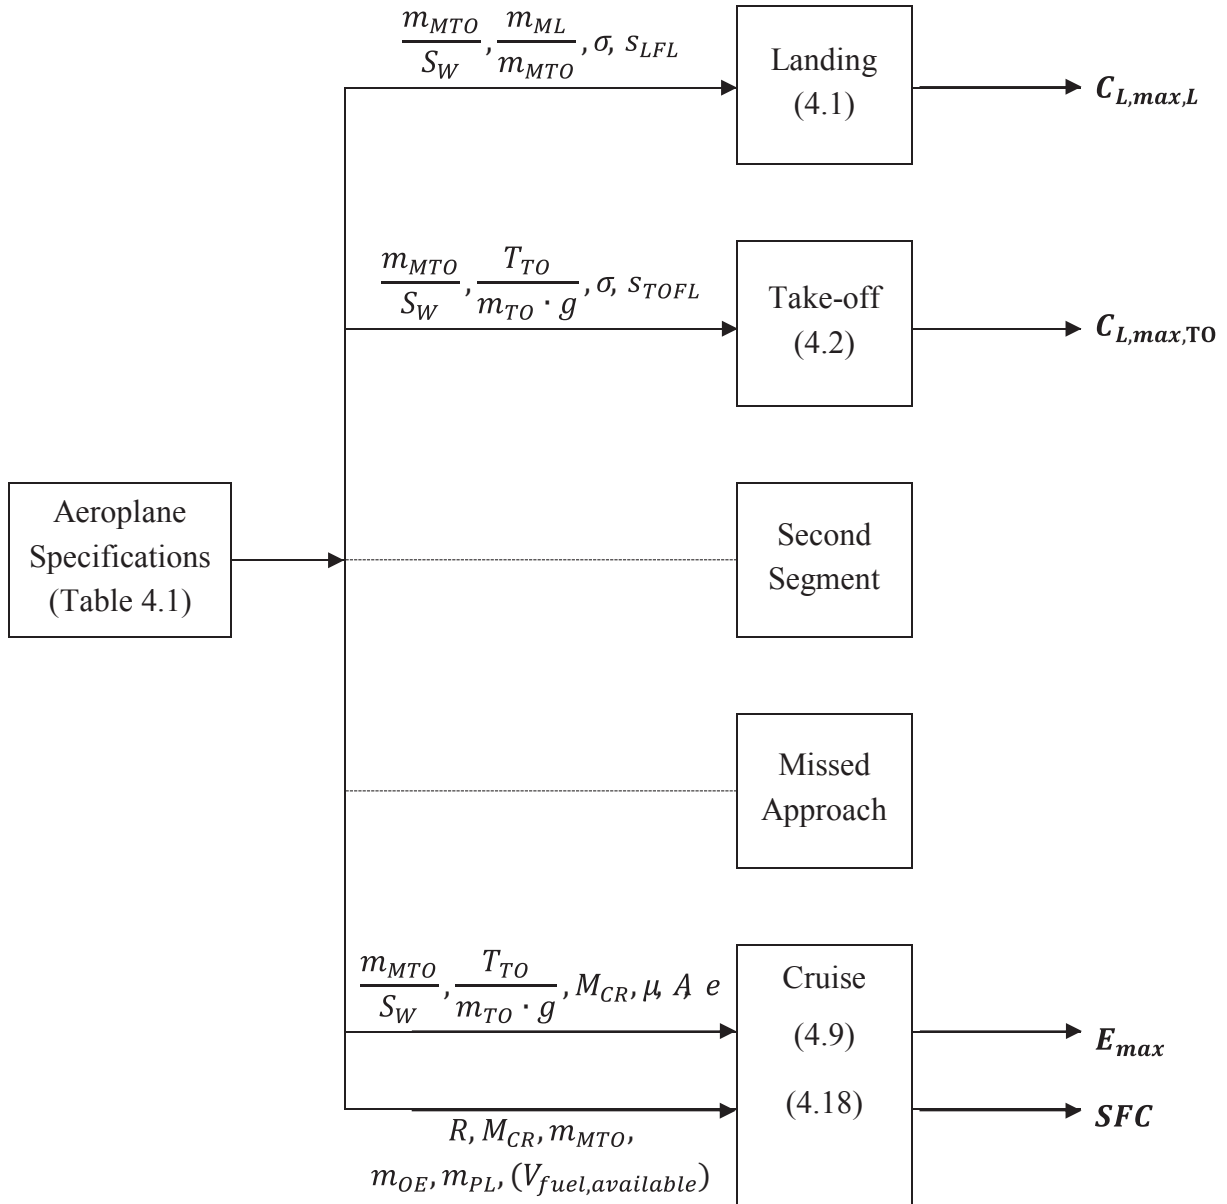 m_MTO/S_W, m_ML/m_MTO, σ, s_LFL
Landing
(4.1)
C_L,max,L
m_MTO/S_W, T_TO/(m_TO · g), σ, s_TOFL
Take-off
(4.2)
C_L,max,TO
Aeroplane
Specifications
(Table 4.1)
Second
Segment
Missed
Approach
m_MTO/S_W, T_TO/(m_TO · g), M_CR, μ, A, e
Cruise
(4.9)
E_max
(4.18)
SFC
R, M_CR, m_MTO,
m_OE, m_PL, (V_fuel,available)